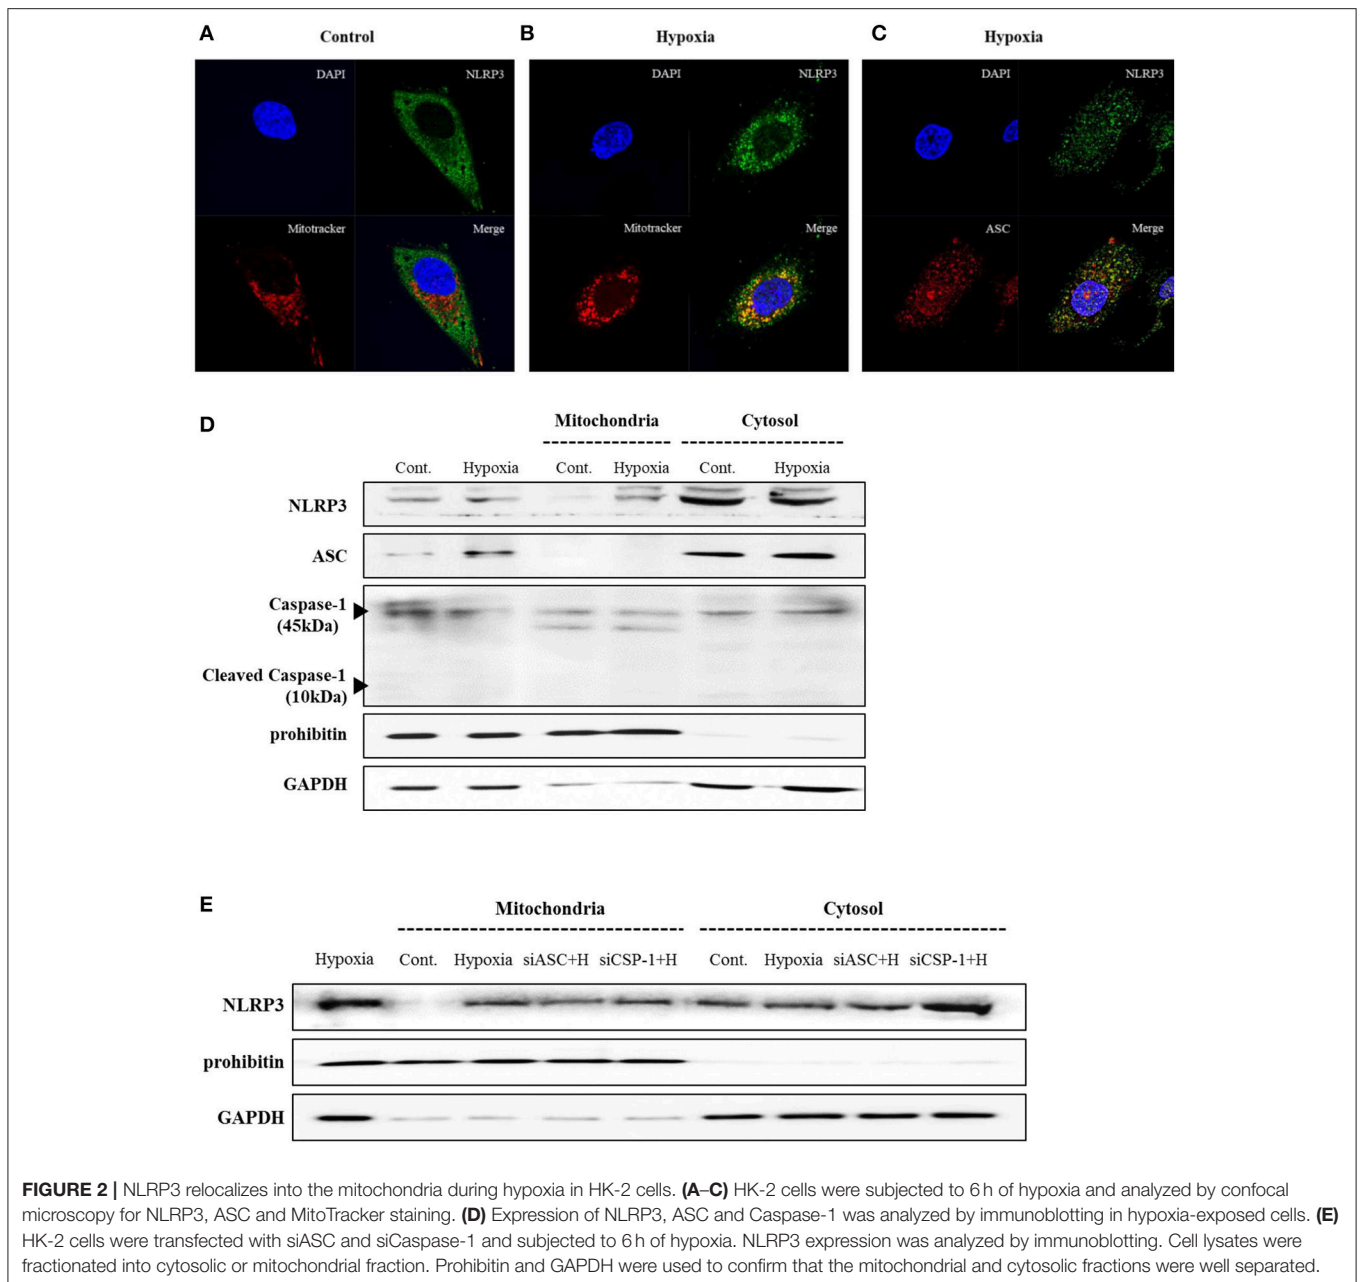 A Control B Hypoxia C Hypoxia
DAPI NLRP3 DAPI NLRP3 DAPI NLRP3
Mitotracker Merge Mitotracker Merge ASC Merge
D Mitochondria Cytosol
Cont. Hypoxia Cont. Hypoxia Cont. Hypoxia
NLRP3
ASC
Caspase-1
(45kDa)
Cleaved Caspase-1
(10kDa)
prohibitin
GAPDH
E Mitochondria Cytosol
Hypoxia Cont. Hypoxia siASC+H siCSP-1+H Cont. Hypoxia siASC+H siCSP-1+H
NLRP3
prohibitin
GAPDH
FIGURE 2 | NLRP3 relocalizes into the mitochondria during hypoxia in HK-2 cells. (A–C) HK-2 cells were subjected to 6 h of hypoxia and analyzed by confocal
microscopy for NLRP3, ASC and MitoTracker staining. (D) Expression of NLRP3, ASC and Caspase-1 was analyzed by immunoblotting in hypoxia-exposed cells. (E)
HK-2 cells were transfected with siASC and siCaspase-1 and subjected to 6 h of hypoxia. NLRP3 expression was analyzed by immunoblotting. Cell lysates were
fractionated into cytosolic or mitochondrial fraction. Prohibitin and GAPDH were used to confirm that the mitochondrial and cytosolic fractions were well separated.